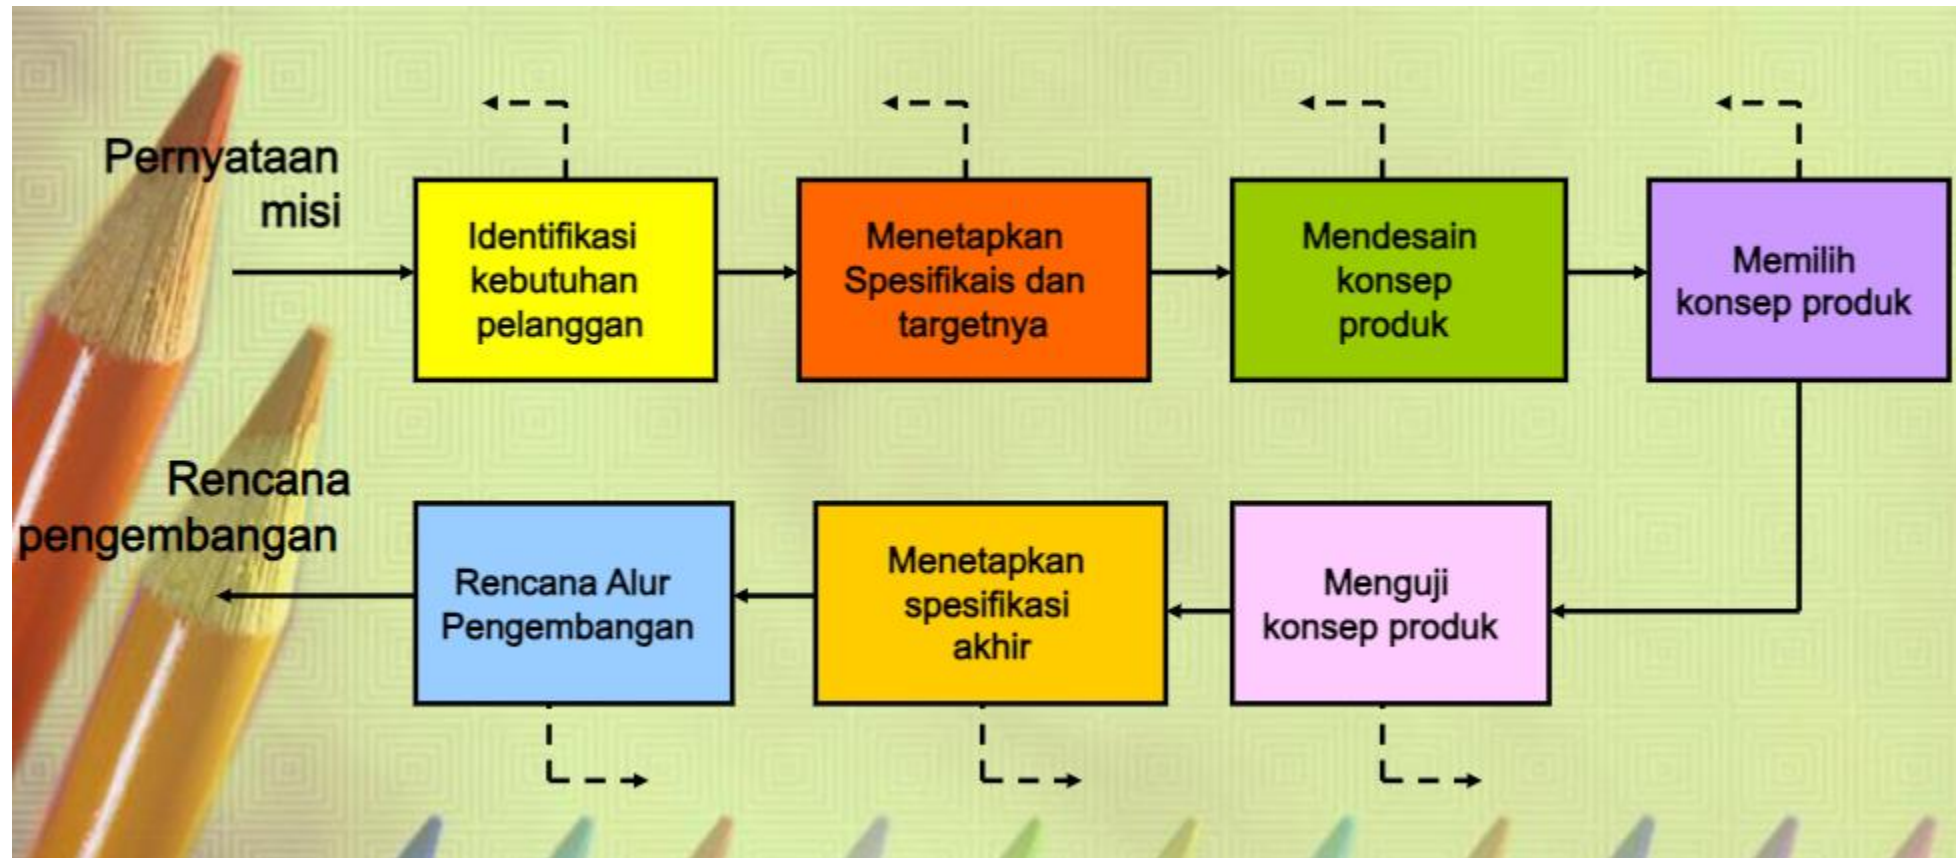 Pernyataan
misi
Identifikasi
kebutuhan
pelanggan
Menetapkan
Spesifikais dan
targetnya
Mendesain
konsep
produk
Memilih
konsep produk
Rencana
pengembangan
Rencana Alur
Pengembangan
Menetapkan
spesifikasi
akhir
Menguji
konsep produk